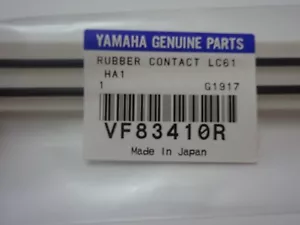 YAMAHA GENUINE PARTS
RUBBER CONTACT LC61
HA1
1 G1917
VF83410R
Made In Japan